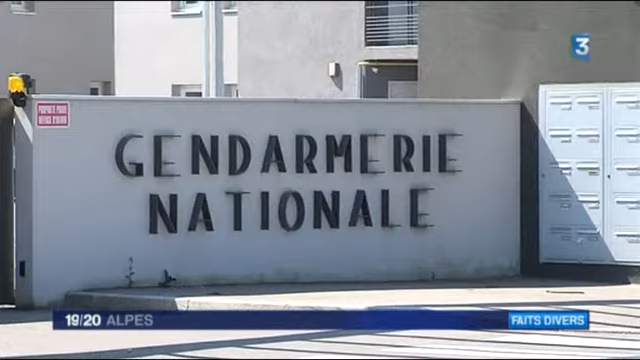 3
GENDARMERIE
NATIONALE
19/20 ALPES
FAITS DIVERS